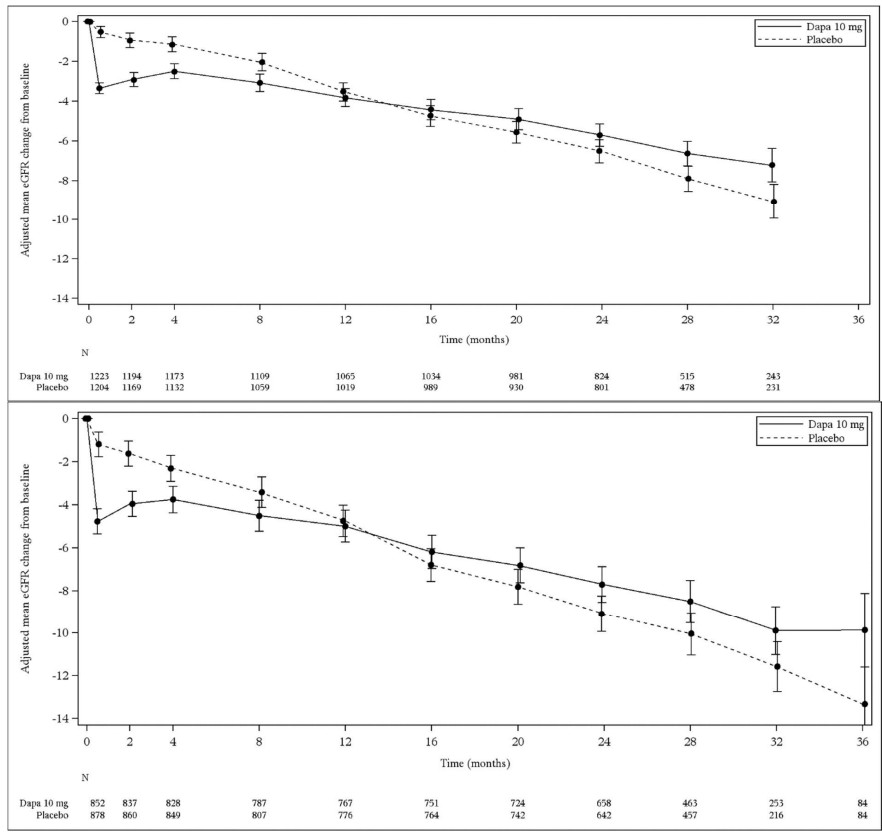 0
-2
-4
-6
-8
-10
-12
-14
Adjusted mean eGFR change from baseline
Dapa 10 mg
Placebo
0 2 4 8 12 16 20 24 28 32 36
Time (months)
N
Dapa 10 mg 1223 1194 1173 1109 1065 1034 981 824 515 243
Placebo 1204 1169 1132 1059 1019 989 930 801 478 231
0
-2
-4
-6
-8
-10
-12
-14
Adjusted mean eGFR change from baseline
Dapa 10 mg
Placebo
0 2 4 8 12 16 20 24 28 32 36
Time (months)
N
Dapa 10 mg 852 837 828 787 767 751 724 658 463 253 84
Placebo 878 860 849 807 776 764 742 642 457 216 84